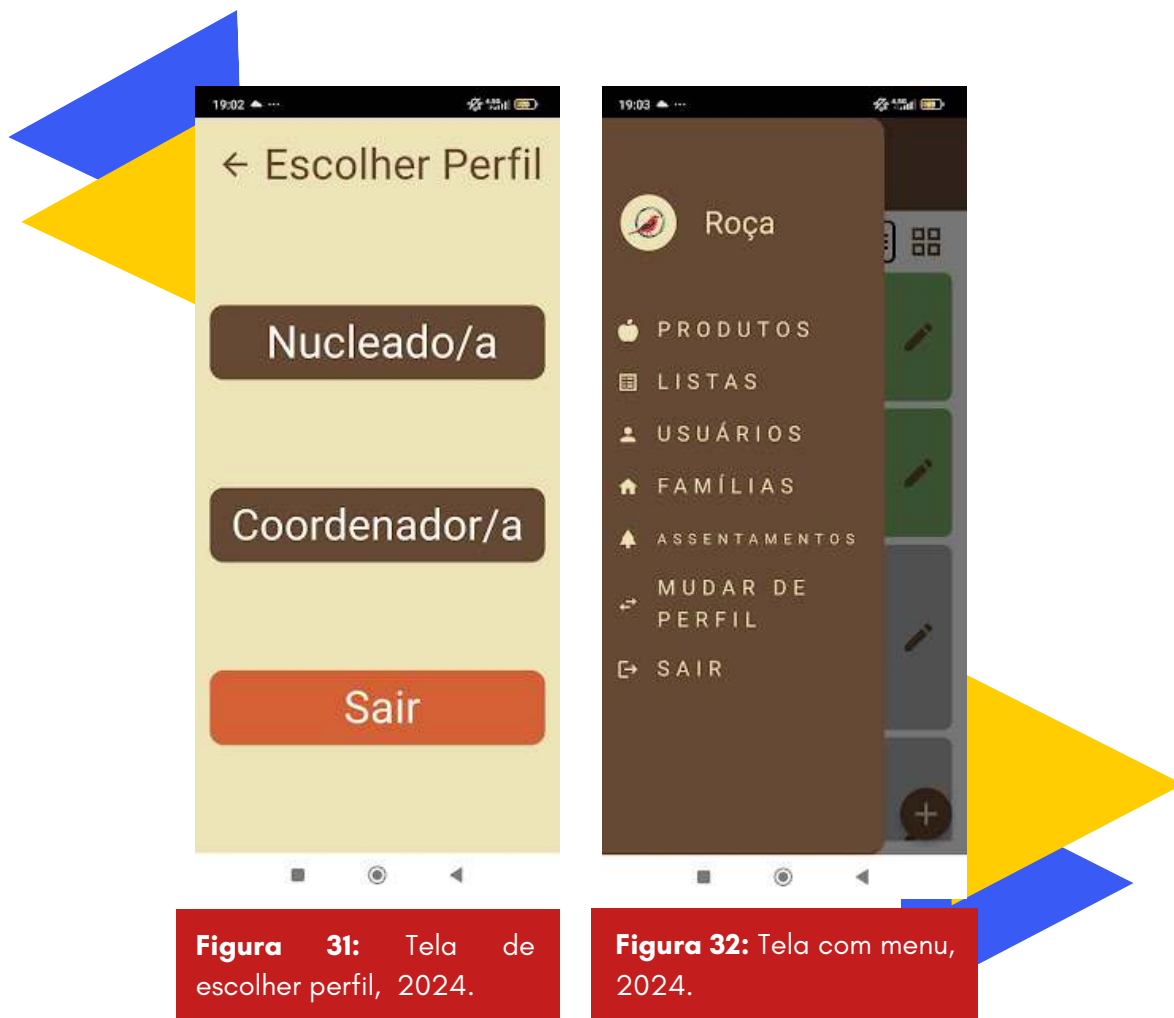 19:02
← Escolher Perfil
Nucleado/a
Coordenador/a
Sair
Figura 31: Tela de
escolher perfil, 2024.
19:03
Roça
PRODUTOS
LISTAS
USUÁRIOS
FAMÍLIAS
ASSENTAMENTOS
MUDAR DE
PERFIL
SAIR
Figura 32: Tela com menu,
2024.